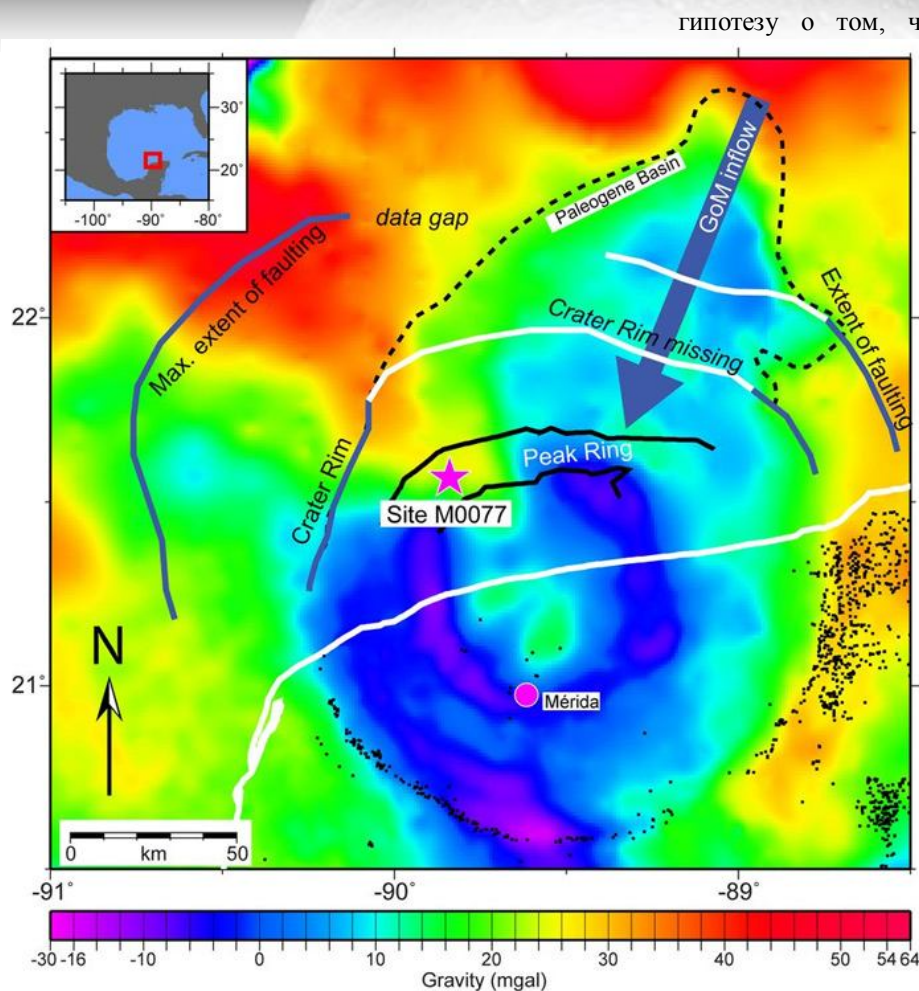 гипотезу о том, ч
30˚
20˚
-100˚ -90˚ -80˚
data gap
Max. extent of faulting
Paleogene Basin
GoM inflow
Extent of faulting
Crater Rim missing
22˚
Crater Rim
Peak Ring
Site M0077
N
21˚
Mérida
0 km 50
-91˚ -90˚ -89˚
-30 -16 -10 0 10 20 30 40 50 54 64
Gravity (mgal)